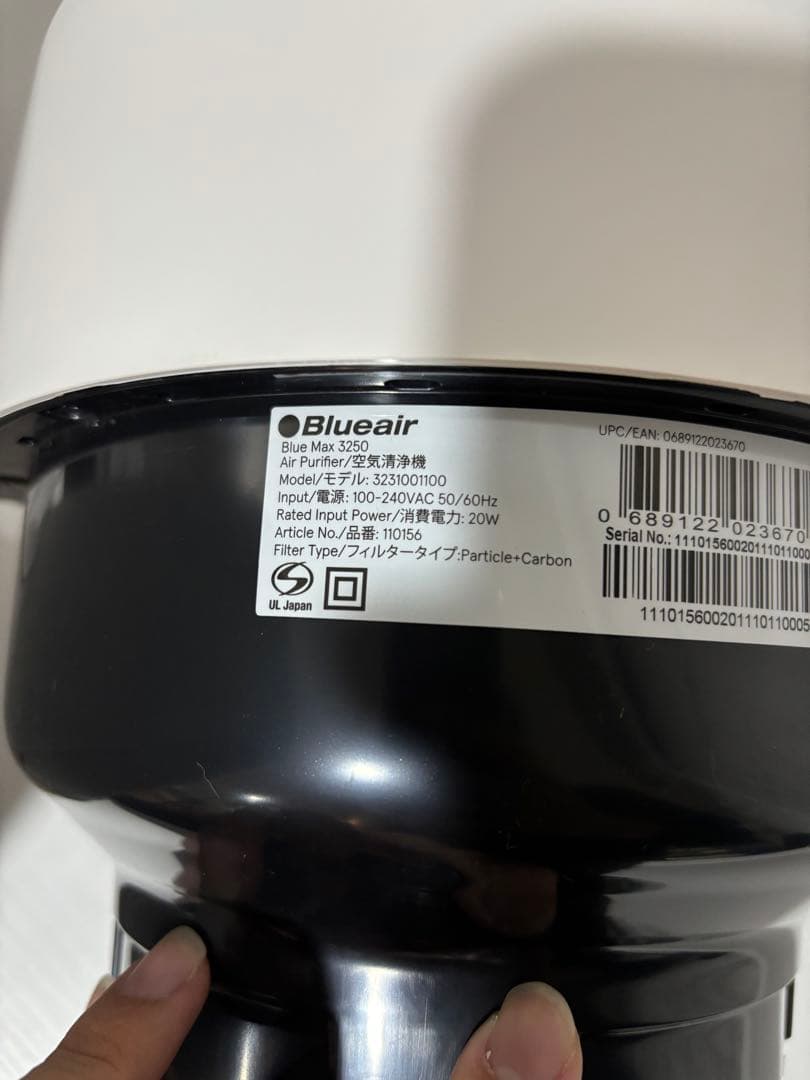 Blueair
Blue Max 3250
Air Purifier/空気清浄機
Model/モデル: 3231001100
Input/電源: 100-240VAC 50/60Hz
Rated Input Power/消費電力: 20W
Article No./品番: 110156
Filter Type/フィルタータイプ:Particle+Carbon
UL Japan
UPC/EAN: 0689122023670
0 689122 023670
Serial No.: 111015600201110110005
111015600201110110005